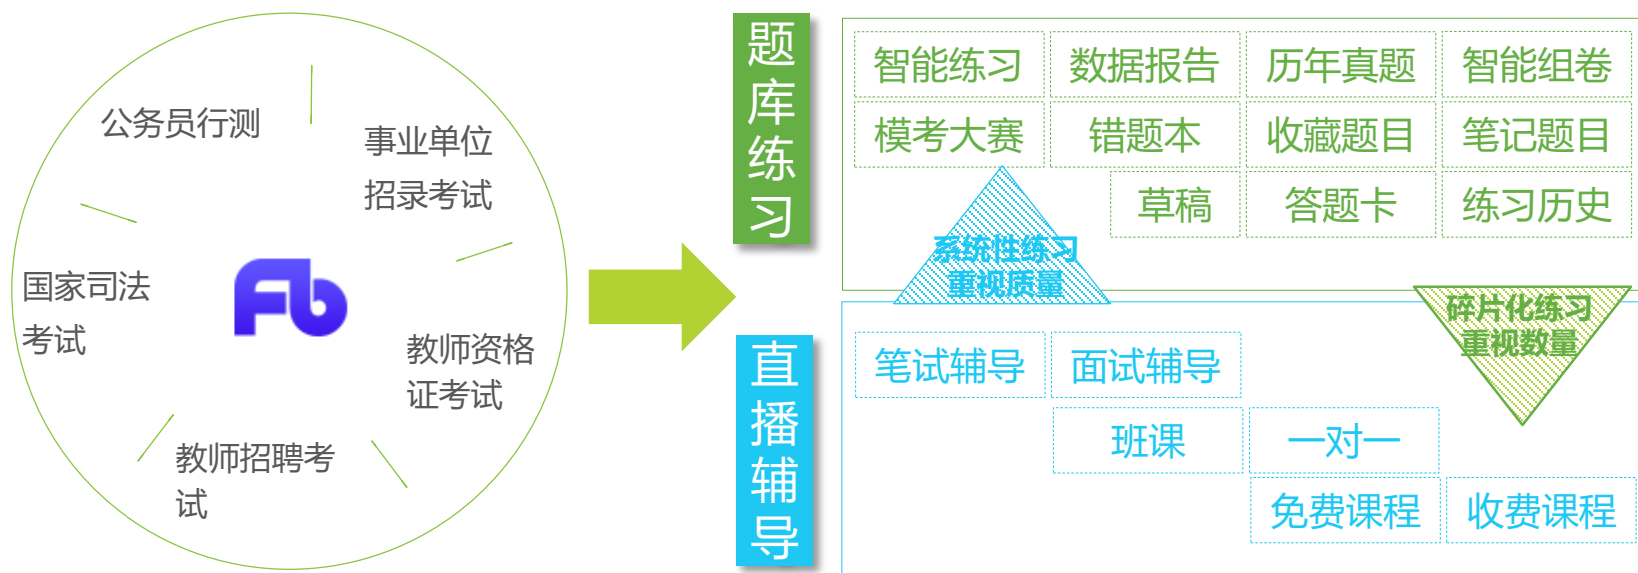 公务员行测
事业单位
招录考试
国家司法
考试
Fb
教师资格
证考试
教师招聘考
试
题库练习
智能练习 数据报告 历年真题 智能组卷
模考大赛 错题本 收藏题目 笔记题目
草稿 答题卡 练习历史
系统性练习
重视质量
碎片化练习
重视数量
直播辅导
笔试辅导 面试辅导
班课 一对一
免费课程 收费课程